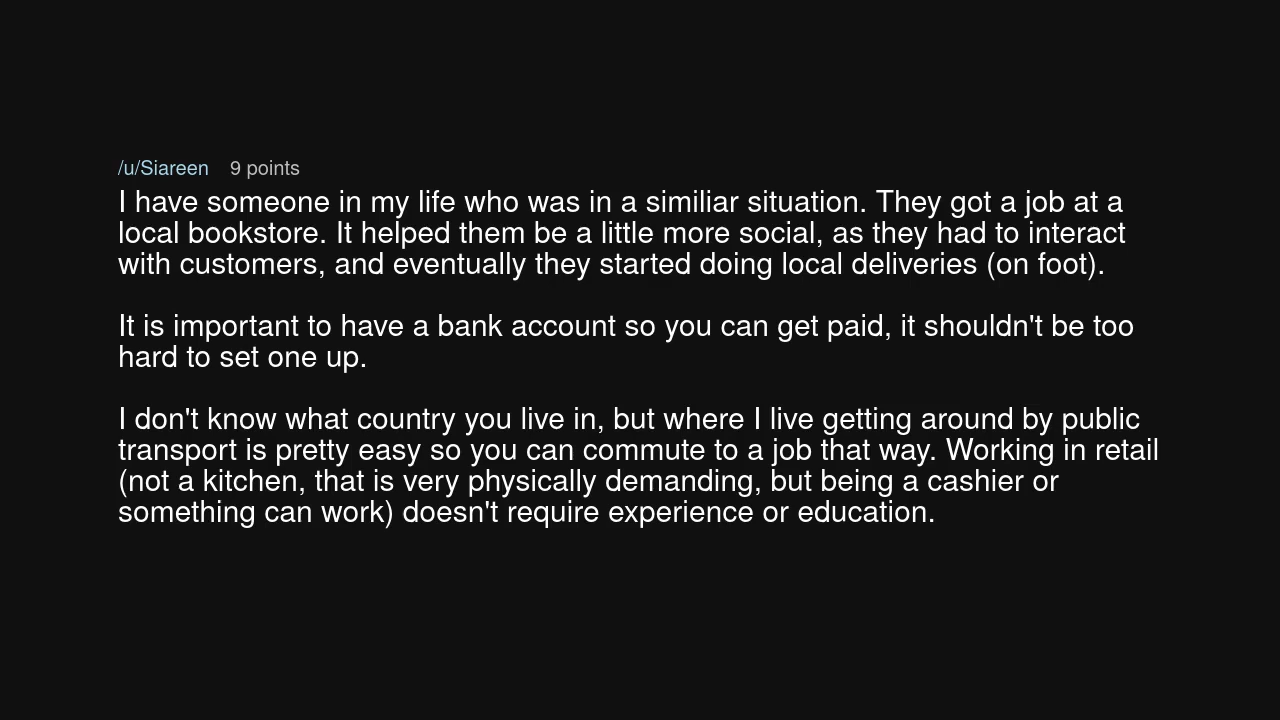 /u/Siareen 9 points
I have someone in my life who was in a similiar situation. They got a job at a
local bookstore. It helped them be a little more social, as they had to interact
with customers, and eventually they started doing local deliveries (on foot).
It is important to have a bank account so you can get paid, it shouldn't be too
hard to set one up.
I don't know what country you live in, but where I live getting around by public
transport is pretty easy so you can commute to a job that way. Working in retail
(not a kitchen, that is very physically demanding, but being a cashier or
something can work) doesn't require experience or education.